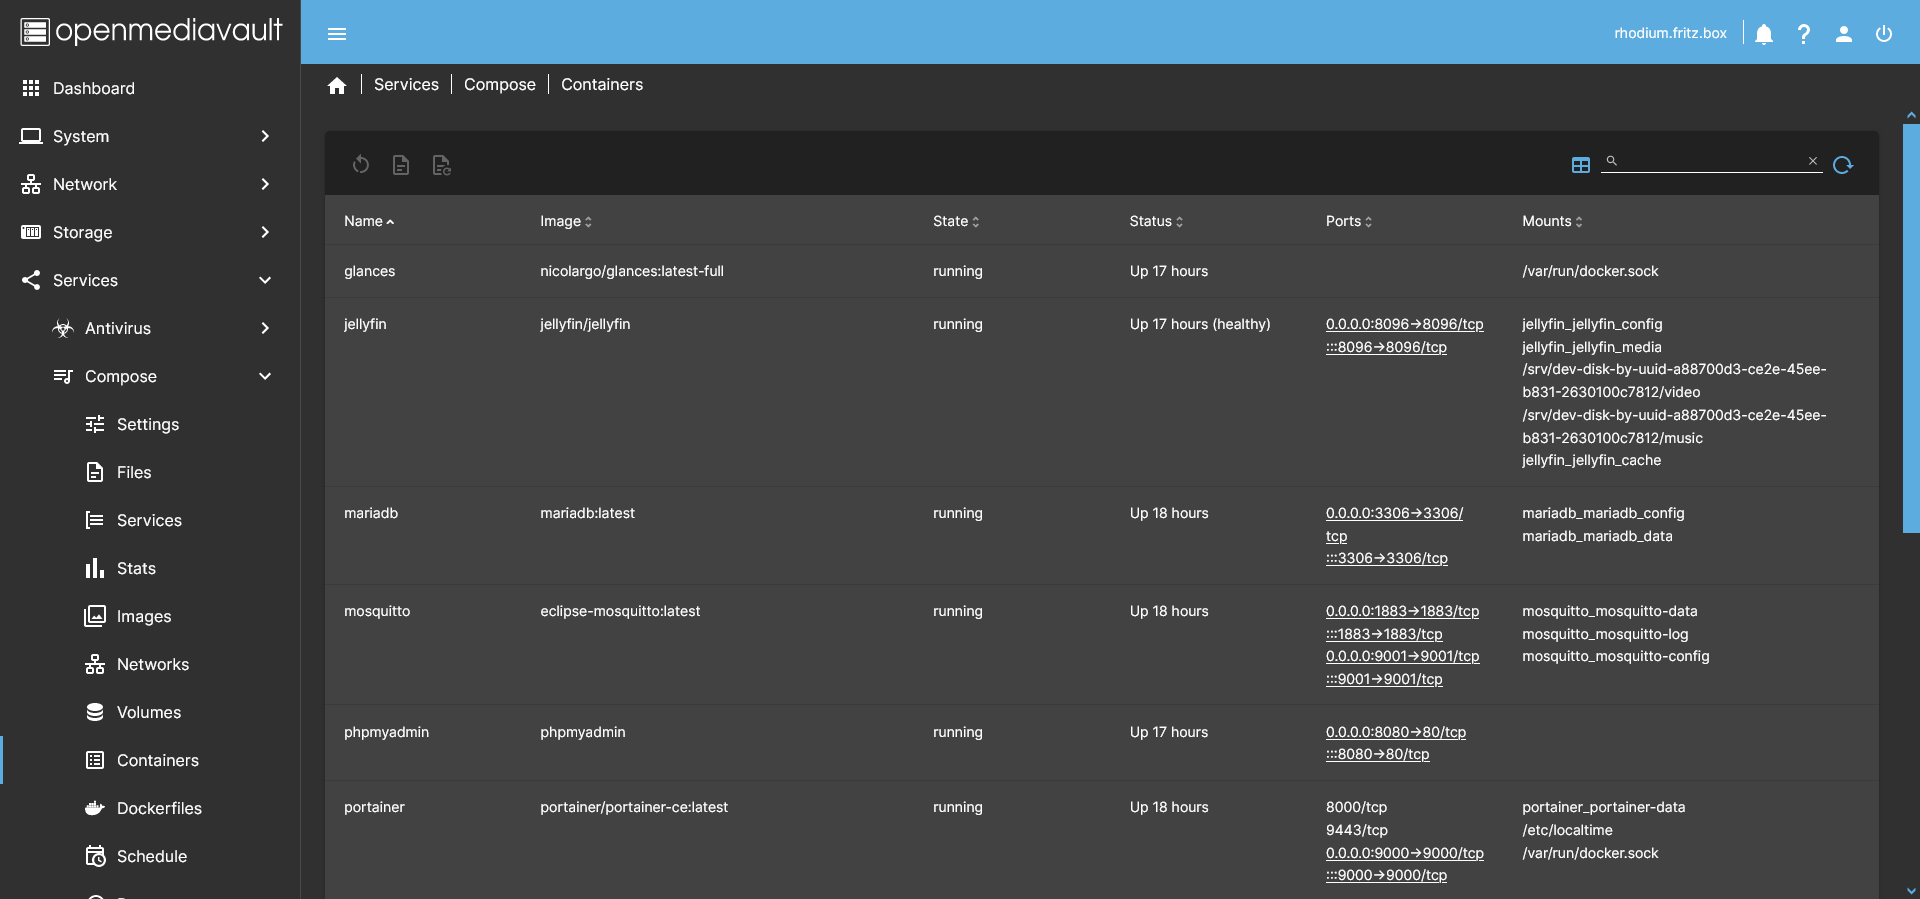 openmediavault
rhodium.fritz.box
Dashboard
System
Network
Storage
Services
Antivirus
Compose
Settings
Files
Services
Stats
Images
Networks
Volumes
Containers
Dockerfiles
Schedule
Services | Compose | Containers
Name Image State Status Ports Mounts
glances nicolargo/glances:latest-full running Up 17 hours /var/run/docker.sock
jellyfin jellyfin/jellyfin running Up 17 hours (healthy) 0.0.0.0:8096->8096/tcp jellyfin_jellyfin_config
:::8096->8096/tcp jellyfin_jellyfin_media
/srv/dev-disk-by-uuid-a88700d3-ce2e-45ee-
b831-2630100c7812/video
/srv/dev-disk-by-uuid-a88700d3-ce2e-45ee-
b831-2630100c7812/music
jellyfin_jellyfin_cache
mariadb mariadb:latest running Up 18 hours 0.0.0.0:3306->3306/ mariadb_mariadb_config
tcp mariadb_mariadb_data
:::3306->3306/tcp
mosquitto eclipse-mosquitto:latest running Up 18 hours 0.0.0.0:1883->1883/tcp mosquitto_mosquitto-data
:::1883->1883/tcp mosquitto_mosquitto-log
0.0.0.0:9001->9001/tcp mosquitto_mosquitto-config
:::9001->9001/tcp
phpmyadmin phpmyadmin running Up 17 hours 0.0.0.0:8080->80/tcp
:::8080->80/tcp
portainer portainer/portainer-ce:latest running Up 18 hours 8000/tcp portainer_portainer-data
9443/tcp /etc/localtime
0.0.0.0:9000->9000/tcp /var/run/docker.sock
:::9000->9000/tcp